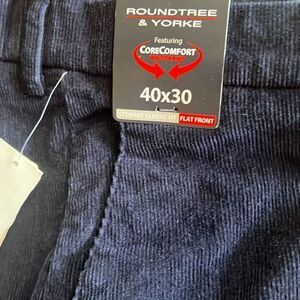 ROUNDTREE
& YORKE
Featuring
CORECOMFORT
40x30
STEWART CLASSIC FIT FLAT FRONT